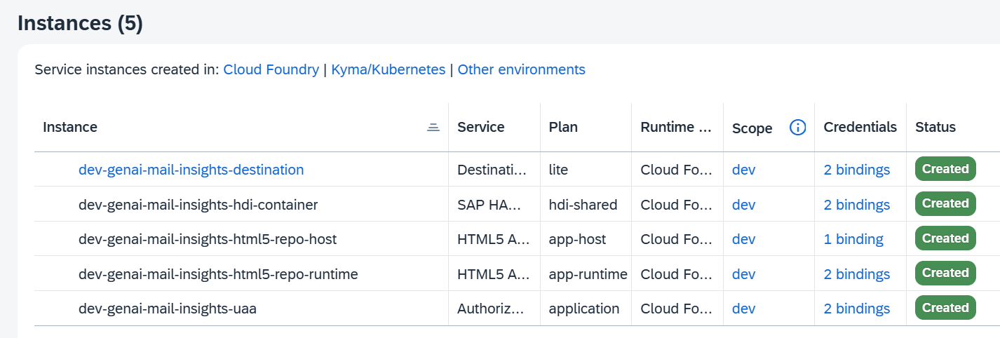 Instances (5)
Service instances created in: Cloud Foundry | Kyma/Kubernetes | Other environments
Instance Service Plan Runtime ... Scope Credentials Status
dev-genai-mail-insights-destination Destinati... lite Cloud Fo... dev 2 bindings Created
dev-genai-mail-insights-hdi-container SAP HA... hdi-shared Cloud Fo... dev 2 bindings Created
dev-genai-mail-insights-html5-repo-host HTML5 A... app-host Cloud Fo... dev 1 binding Created
dev-genai-mail-insights-html5-repo-runtime HTML5 A... app-runtime Cloud Fo... dev 2 bindings Created
dev-genai-mail-insights-uaa Authoriz... application Cloud Fo... dev 2 bindings Created